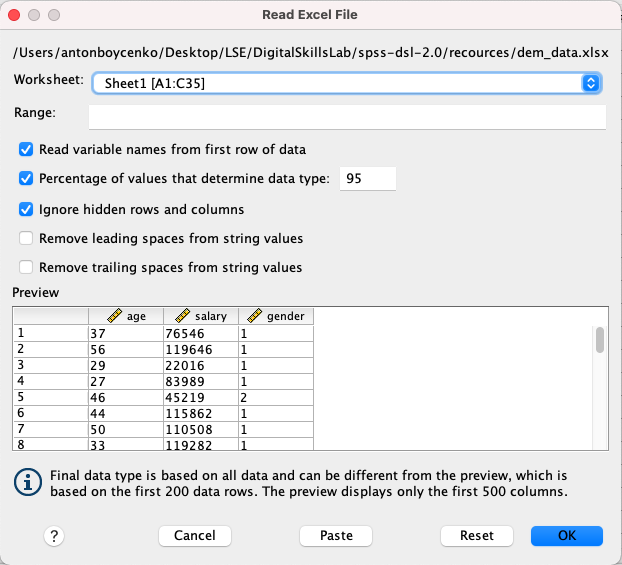 Read Excel File
/Users/antonboycenko/Desktop/LSE/DigitalSkillsLab/spss-dsl-2.0/recources/dem_data.xlsx
Worksheet: Sheet1 [A1:C35]
Range:
Read variable names from first row of data
Percentage of values that determine data type: 95
Ignore hidden rows and columns
Remove leading spaces from string values
Remove trailing spaces from string values
Preview
age salary gender
1 37 76546 1
2 56 119646 1
3 29 22016 1
4 27 83989 1
5 46 45219 2
6 44 115862 1
7 50 110508 1
8 33 119282 1
Final data type is based on all data and can be different from the preview, which is
based on the first 200 data rows. The preview displays only the first 500 columns.
? Cancel Paste Reset OK